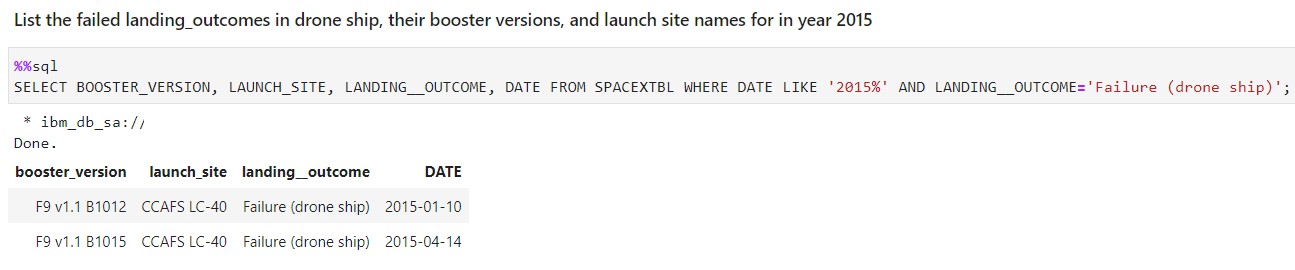 List the failed landing_outcomes in drone ship, their booster versions, and launch site names for in year 2015
%%sql
SELECT BOOSTER_VERSION, LAUNCH_SITE, LANDING__OUTCOME, DATE FROM SPACEXTBL WHERE DATE LIKE '2015%' AND LANDING__OUTCOME='Failure (drone ship)';
* ibm_db_sa://
Done.
booster_version launch_site landing__outcome DATE
F9 v1.1 B1012 CCAFS LC-40 Failure (drone ship) 2015-01-10
F9 v1.1 B1015 CCAFS LC-40 Failure (drone ship) 2015-04-14